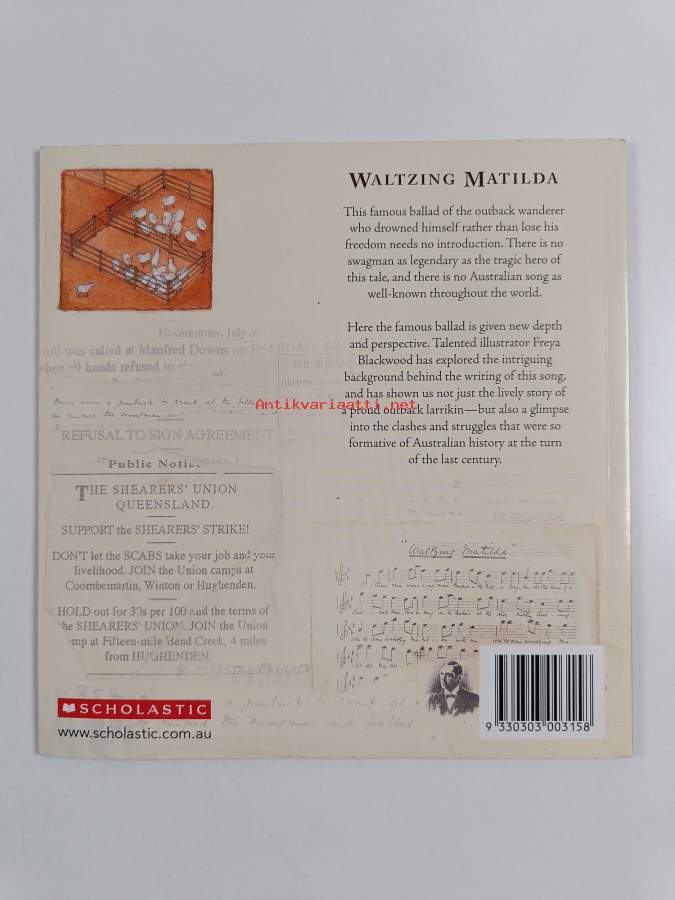 WALTZING MATILDA
This famous ballad of the outback wanderer
who drowned himself rather than lose his
freedom needs no introduction. There is no
swagman as legendary as the tragic hero of
this tale, and there is no Australian song as
well-known throughout the world.
Here the famous ballad is given new depth
and perspective. Talented illustrator Freya
Blackwood has explored the intriguing
background behind the writing of this song,
and has shown us not just the lively story of
a proud outback larrikin—but also a glimpse
into the clashes and struggles that were so
formative of Australian history at the turn
of the last century.
Antikvariaatti.net
HUGHENDEN, July
roll was called at Manfred Downs on
when all hands refused to
THE SHEARE
REFUSAL TO SIGN AGREEMENT
Public Notice
THE SHEARERS' UNION
QUEENSLAND.
SUPPORT the SHEARERS' STRIKE!
DON'T let the SCABS take your job and your
livelihood. JOIN the Union camps at
Coombemartin, Winton or Hughenden.
HOLD out for 30s per 100 and the terms of
the SHEARERS' UNION. JOIN the Union
mp at Fifteen-mile Bend Creek, 4 miles
from HUGHENDEN.
"Waltzing Matilda"
SCHOLASTIC
www.scholastic.com.au
9 330303 003158